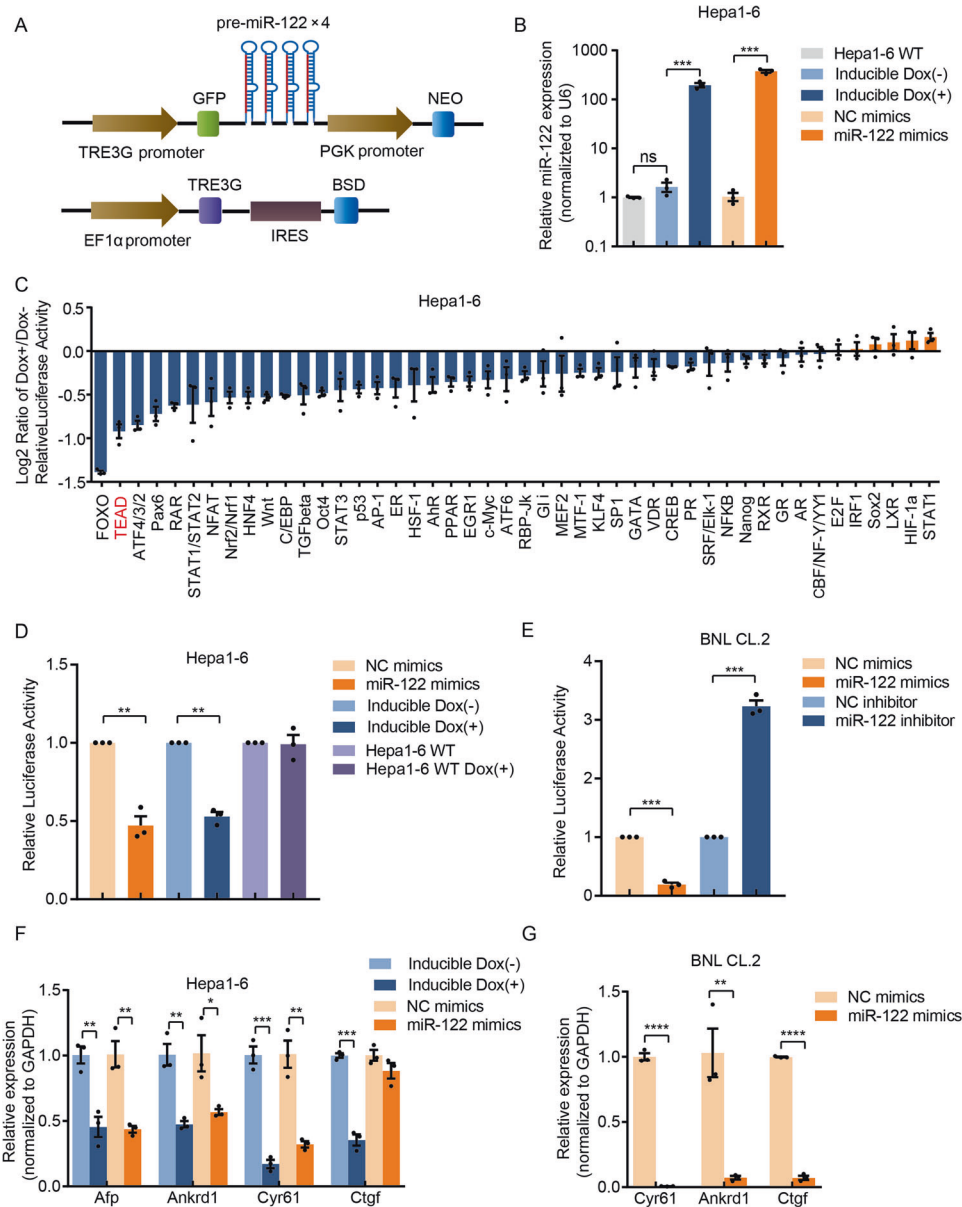 A
pre-miR-122 ×4
GFP
NEO
TRE3G promoter
PGK promoter
TRE3G
BSD
EF1α promoter
IRES
B
Hepa1-6
Relative miR-122 expression
(normalizted to U6)
1000
100
10
1
0.1
ns
***
***
Hepa1-6 WT
Inducible Dox(-)
Inducible Dox(+)
NC mimics
miR-122 mimics
C
Hepa1-6
Log2 Ratio of Dox+/Dox-
RelativeLuciferase Activity
0.5
0.0
-0.5
-1.0
-1.5
FOXO
TEAD
ATF4/3/2
Pax6
RAR
STAT1/STAT2
NFAT
Nrf2/Nrf1
HNF4
Wnt
C/EBP
TGFbeta
Oct4
STAT3
p53
AP-1
ER
HSF-1
AhR
PPAR
EGR1
c-Myc
ATF6
RBP-Jk
Gli
MEF2
MTF-1
KLF4
SP1
GATA
VDR
CREB
PR
SRF/Elk-1
NFKB
Nanog
RXR
GR
AR
CBF/NF-Y/YY1
E2F
IRF1
Sox2
LXR
HIF-1a
STAT1
D
Hepa1-6
Relative Luciferase Activity
1.5
1.0
0.5
0.0
**
**
NC mimics
miR-122 mimics
Inducible Dox(-)
Inducible Dox(+)
Hepa1-6 WT
Hepa1-6 WT Dox(+)
E
BNL CL.2
Relative Luciferase Activity
4
3
2
1
0
***
***
NC mimics
miR-122 mimics
NC inhibitor
miR-122 inhibitor
F
Hepa1-6
Relative expression
(normalized to GAPDH)
1.5
1.0
0.5
0.0
**
**
**
*
***
**
***
Afp
Ankrd1
Cyr61
Ctgf
Inducible Dox(-)
Inducible Dox(+)
NC mimics
miR-122 mimics
G
BNL CL.2
Relative expression
(normalized to GAPDH)
1.5
1.0
0.5
0.0
****
**
****
Cyr61
Ankrd1
Ctgf
NC mimics
miR-122 mimics